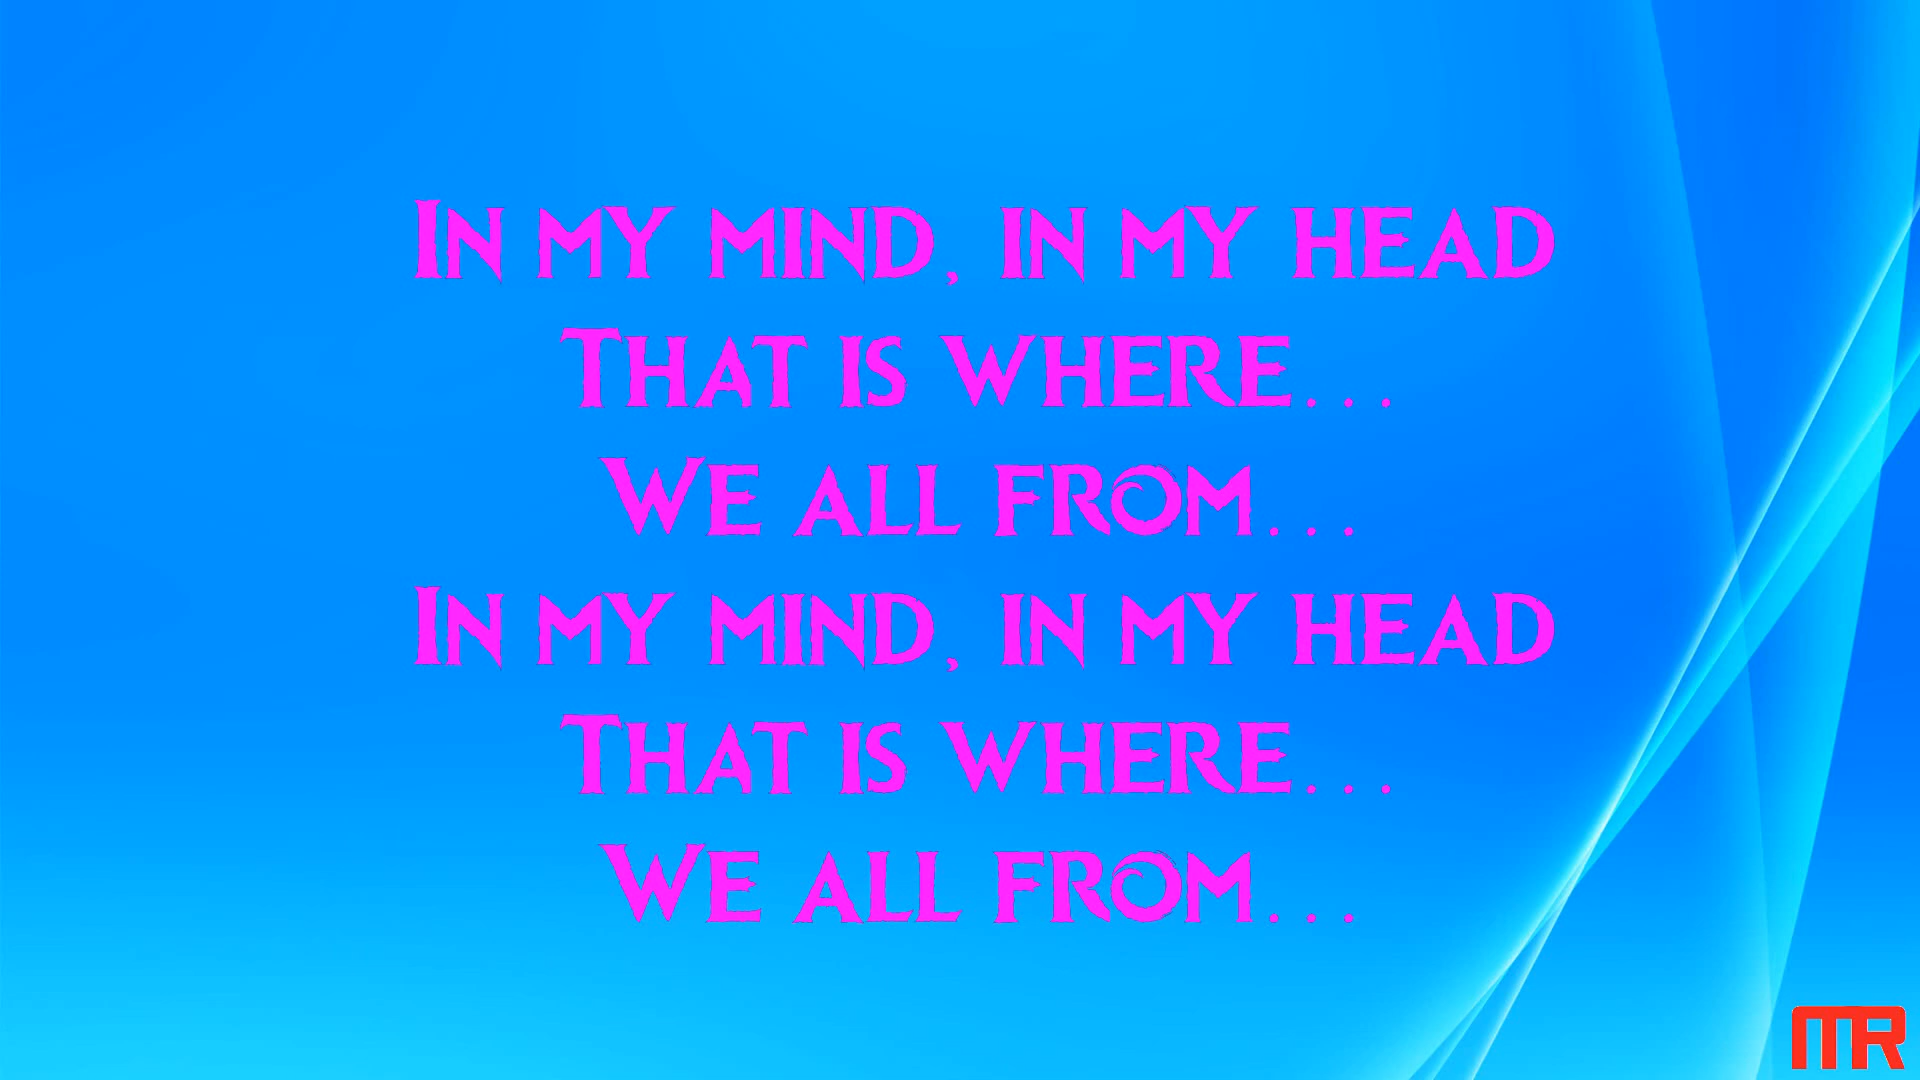 In my mind, in my head
That is where...
We all from...
In my mind, in my head
That is where...
We all from...
MR